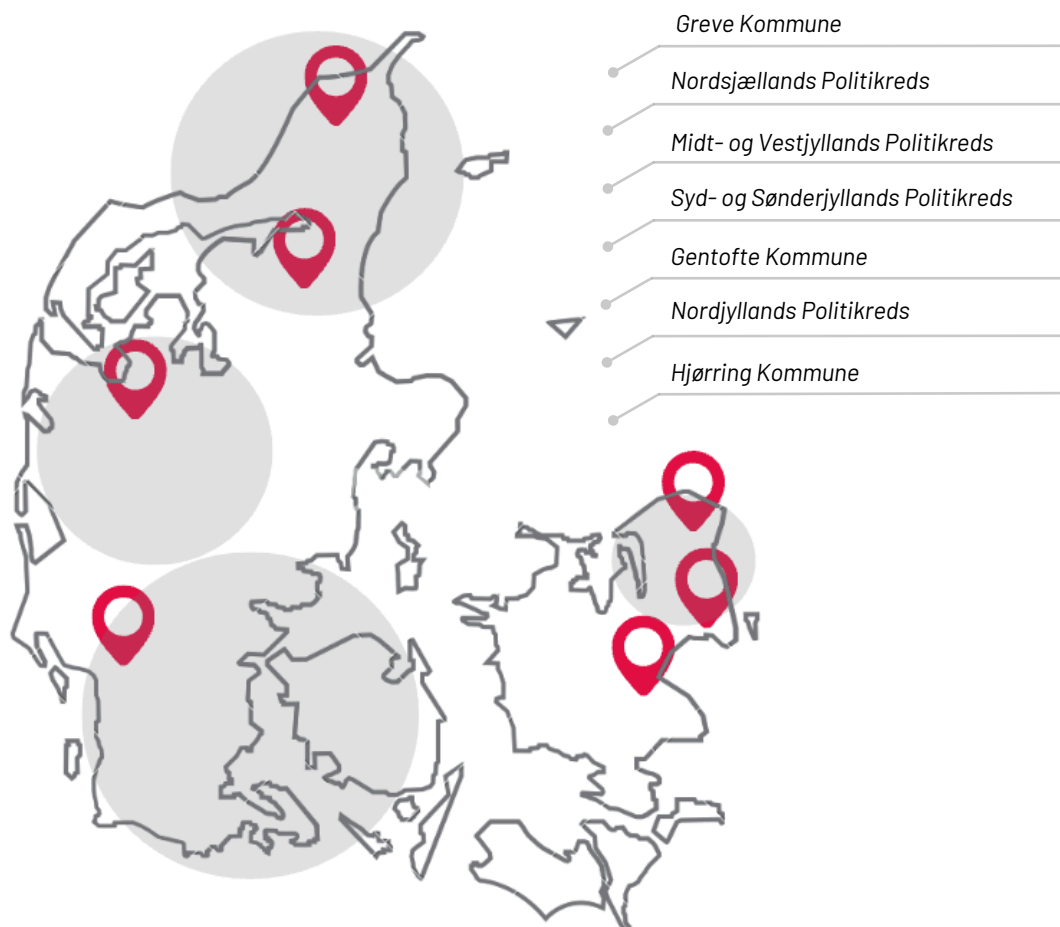 Greve Kommune
Nordsjællands Politikreds
Midt- og Vestjyllands Politikreds
Syd- og Sønderjyllands Politikreds
Gentofte Kommune
Nordjyllands Politikreds
Hjørring Kommune